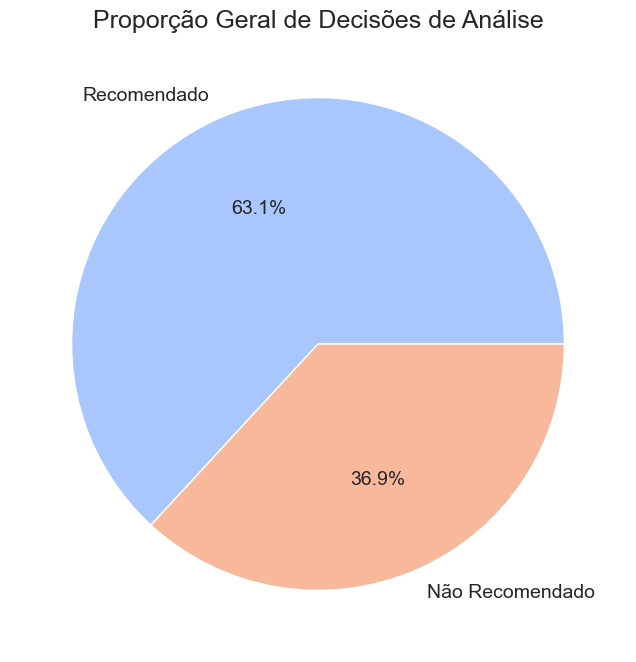 Proporção Geral de Decisões de Análise
Recomendado
63.1%
36.9%
Não Recomendado